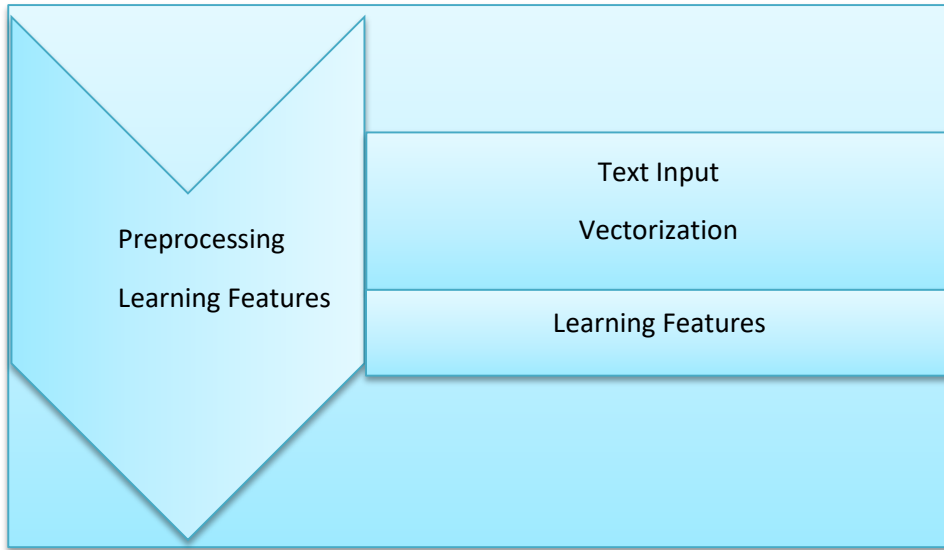 Preprocessing
Learning Features
Text Input
Vectorization
Learning Features